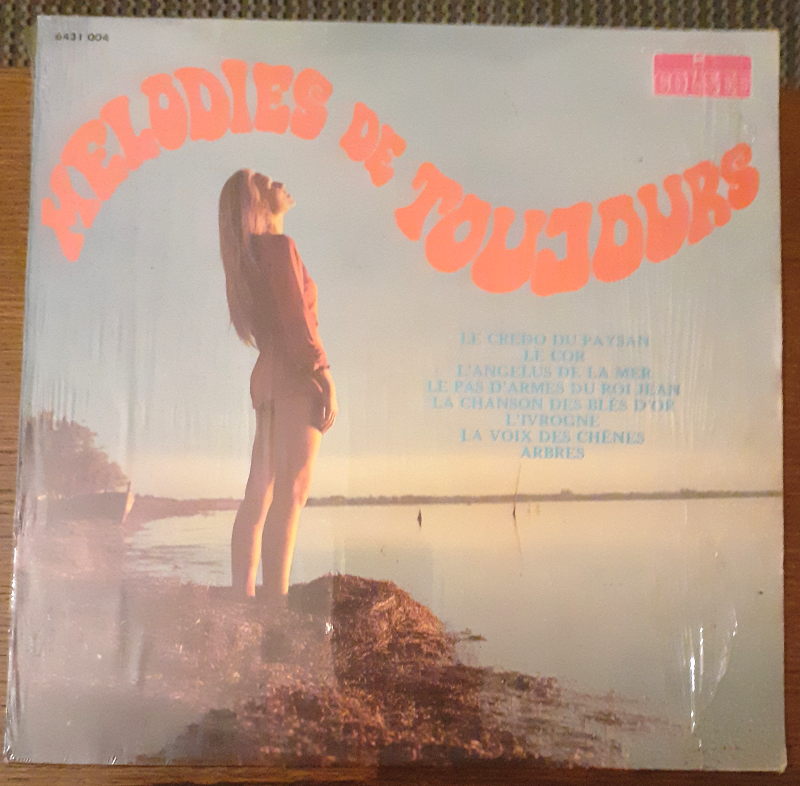 6431 004
MELODIES DE TOUJOURS
LE CREDO DU PAYSAN
LE COR
L'ANGELUS DE LA MER
LE PAS D'ARMES DU ROI JEAN
LA CHANSON DES BLÉS D'OR
L'IVROGNE
LA VOIX DES CHÊNES
ARBRES